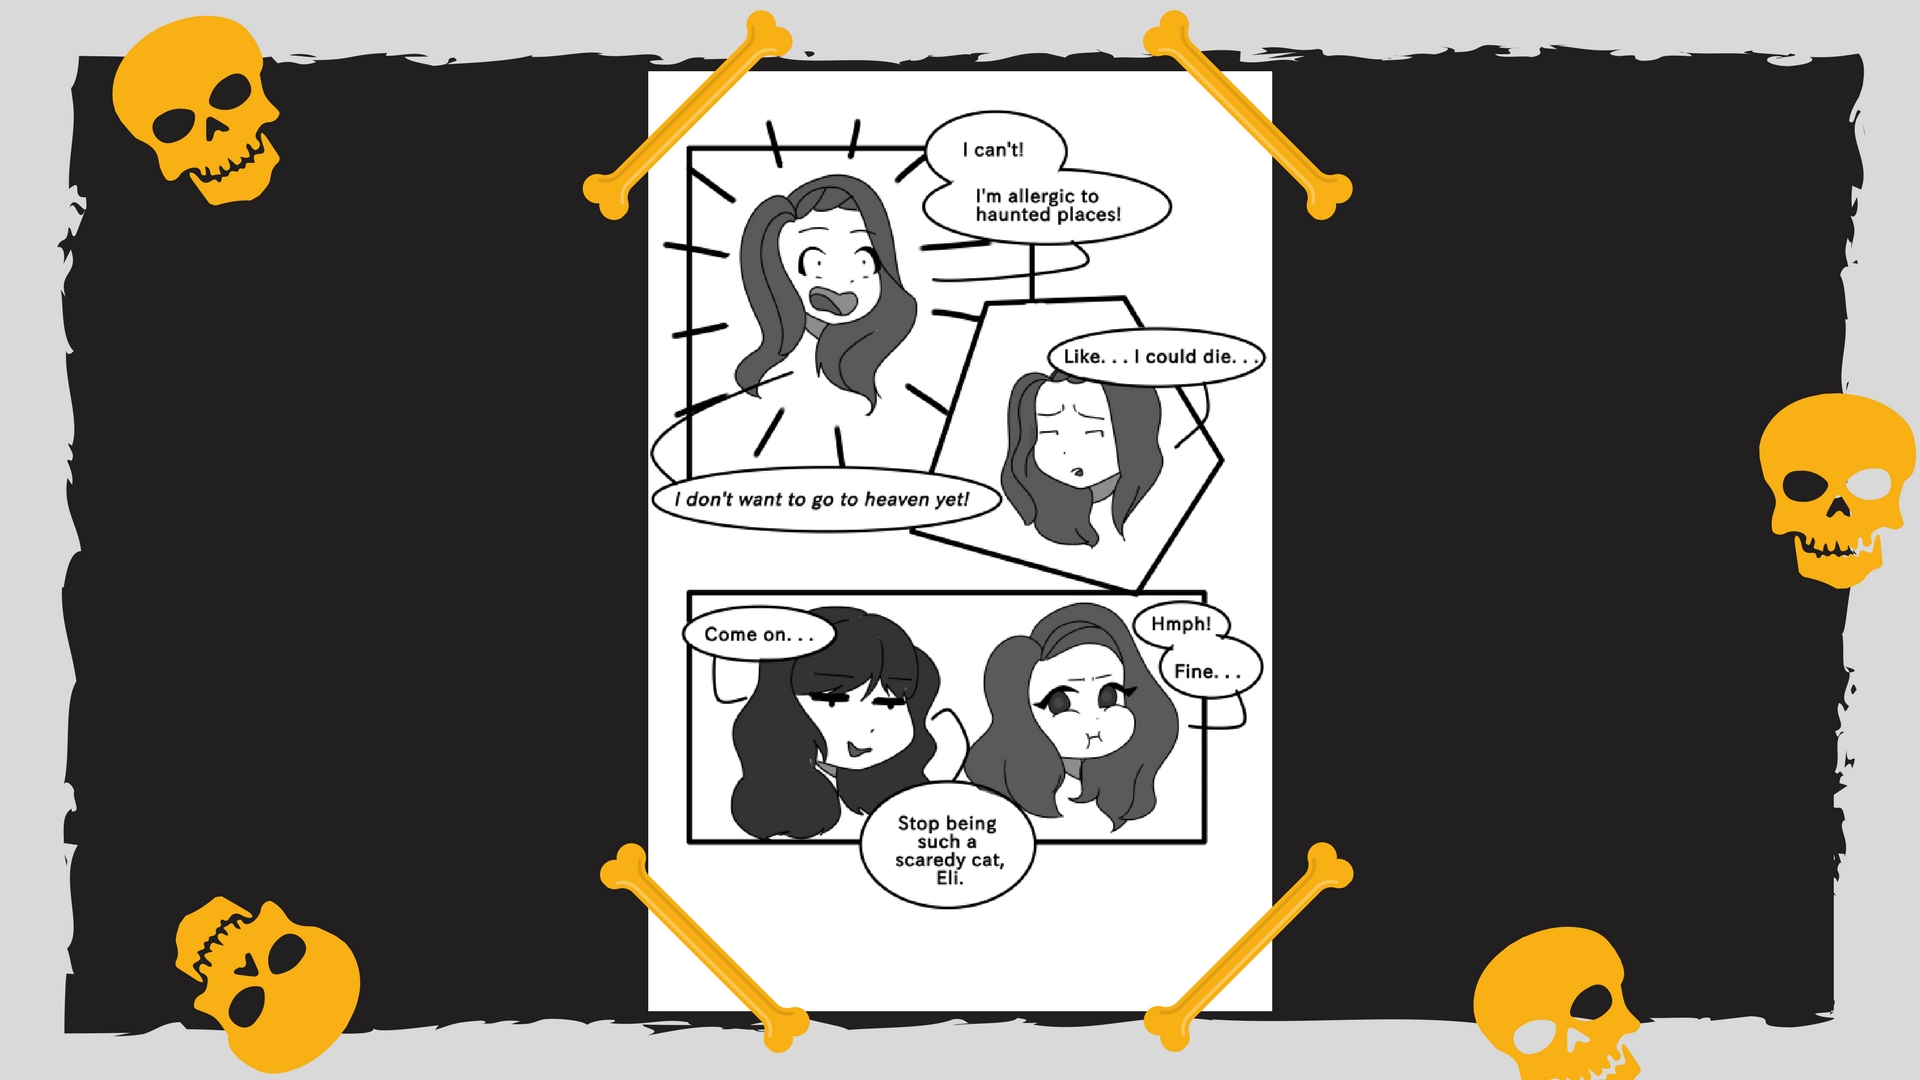 I can't!
I'm allergic to
haunted places!
Like. . . I could die. . .
I don't want to go to heaven yet!
Come on. . .
Stop being
such a
scaredy cat,
Eli.
Hmph!
Fine. . .